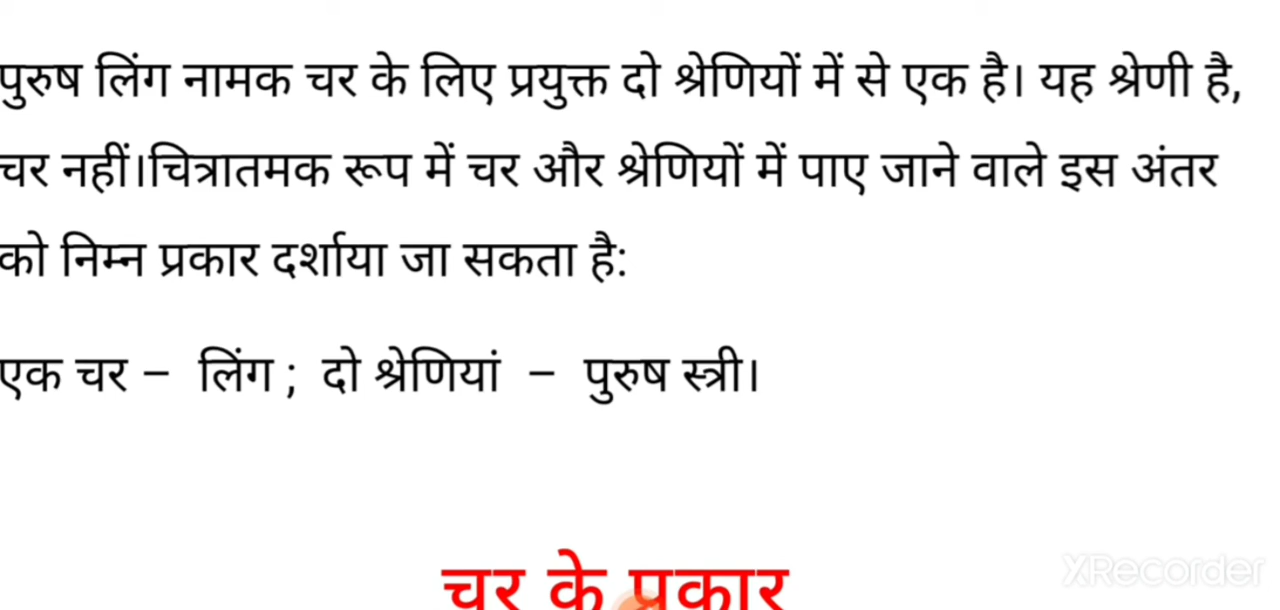 पुरुष लिंग नामक चर के लिए प्रयुक्त दो श्रेणियों में से एक है। यह श्रेणी है,
चर नहीं।चित्रातमक रूप में चर और श्रेणियों में पाए जाने वाले इस अंतर
को निम्न प्रकार दर्शाया जा सकता है:
एक चर – लिंग ; दो श्रेणियां – पुरुष स्त्री।
चर के प्रकार
XRecorder